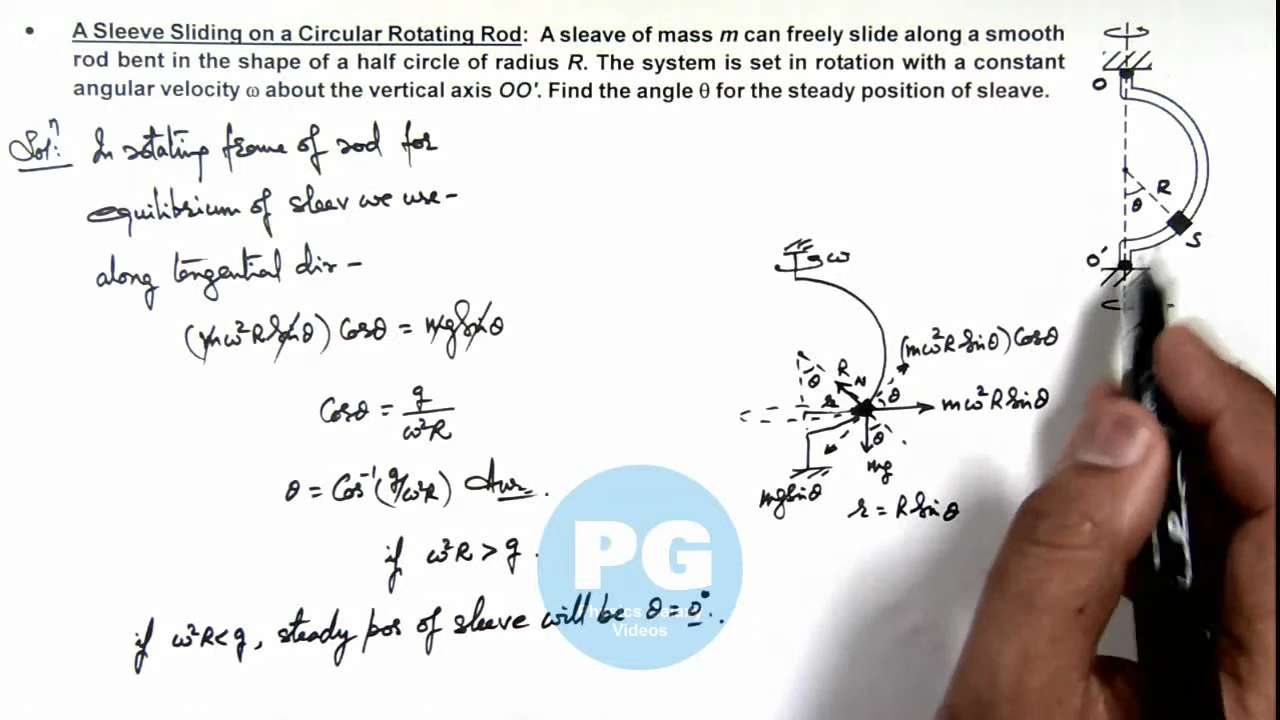 • A Sleeve Sliding on a Circular Rotating Rod: A sleave of mass m can freely slide along a smooth
rod bent in the shape of a half circle of radius R. The system is set in rotation with a constant
angular velocity ω about the vertical axis OO'. Find the angle θ for the steady position of sleave.
Solⁿ: In rotating frame of rod for
equilibrium of sleev we use-
along tangential dir-
(mω²R Sinθ) Cosθ = mg Sinθ
Cosθ = g/ω²R
θ = Cos⁻¹(g/ω²R) Ans.
if ω²R > g.
if ω²R < g, steady pos of sleeve will be θ = 0°.
O
R
θ
S
O'
ω
(mω²R Sinθ) Cosθ
θ
R
N
θ
r
mω²R Sinθ
θ
mg
mg Sinθ
r = R Sinθ
PG
Videos